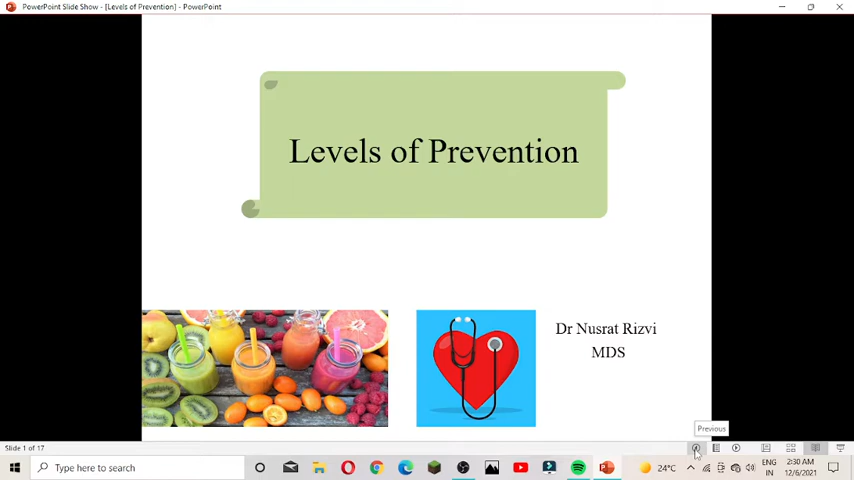 PowerPoint Slide Show - [Levels of Prevention] - PowerPoint
Levels of Prevention
Dr Nusrat Rizvi
MDS
Previous
Slide 1 of 17
Type here to search
24°C
ENG
IN
2:30 AM
12/6/2021